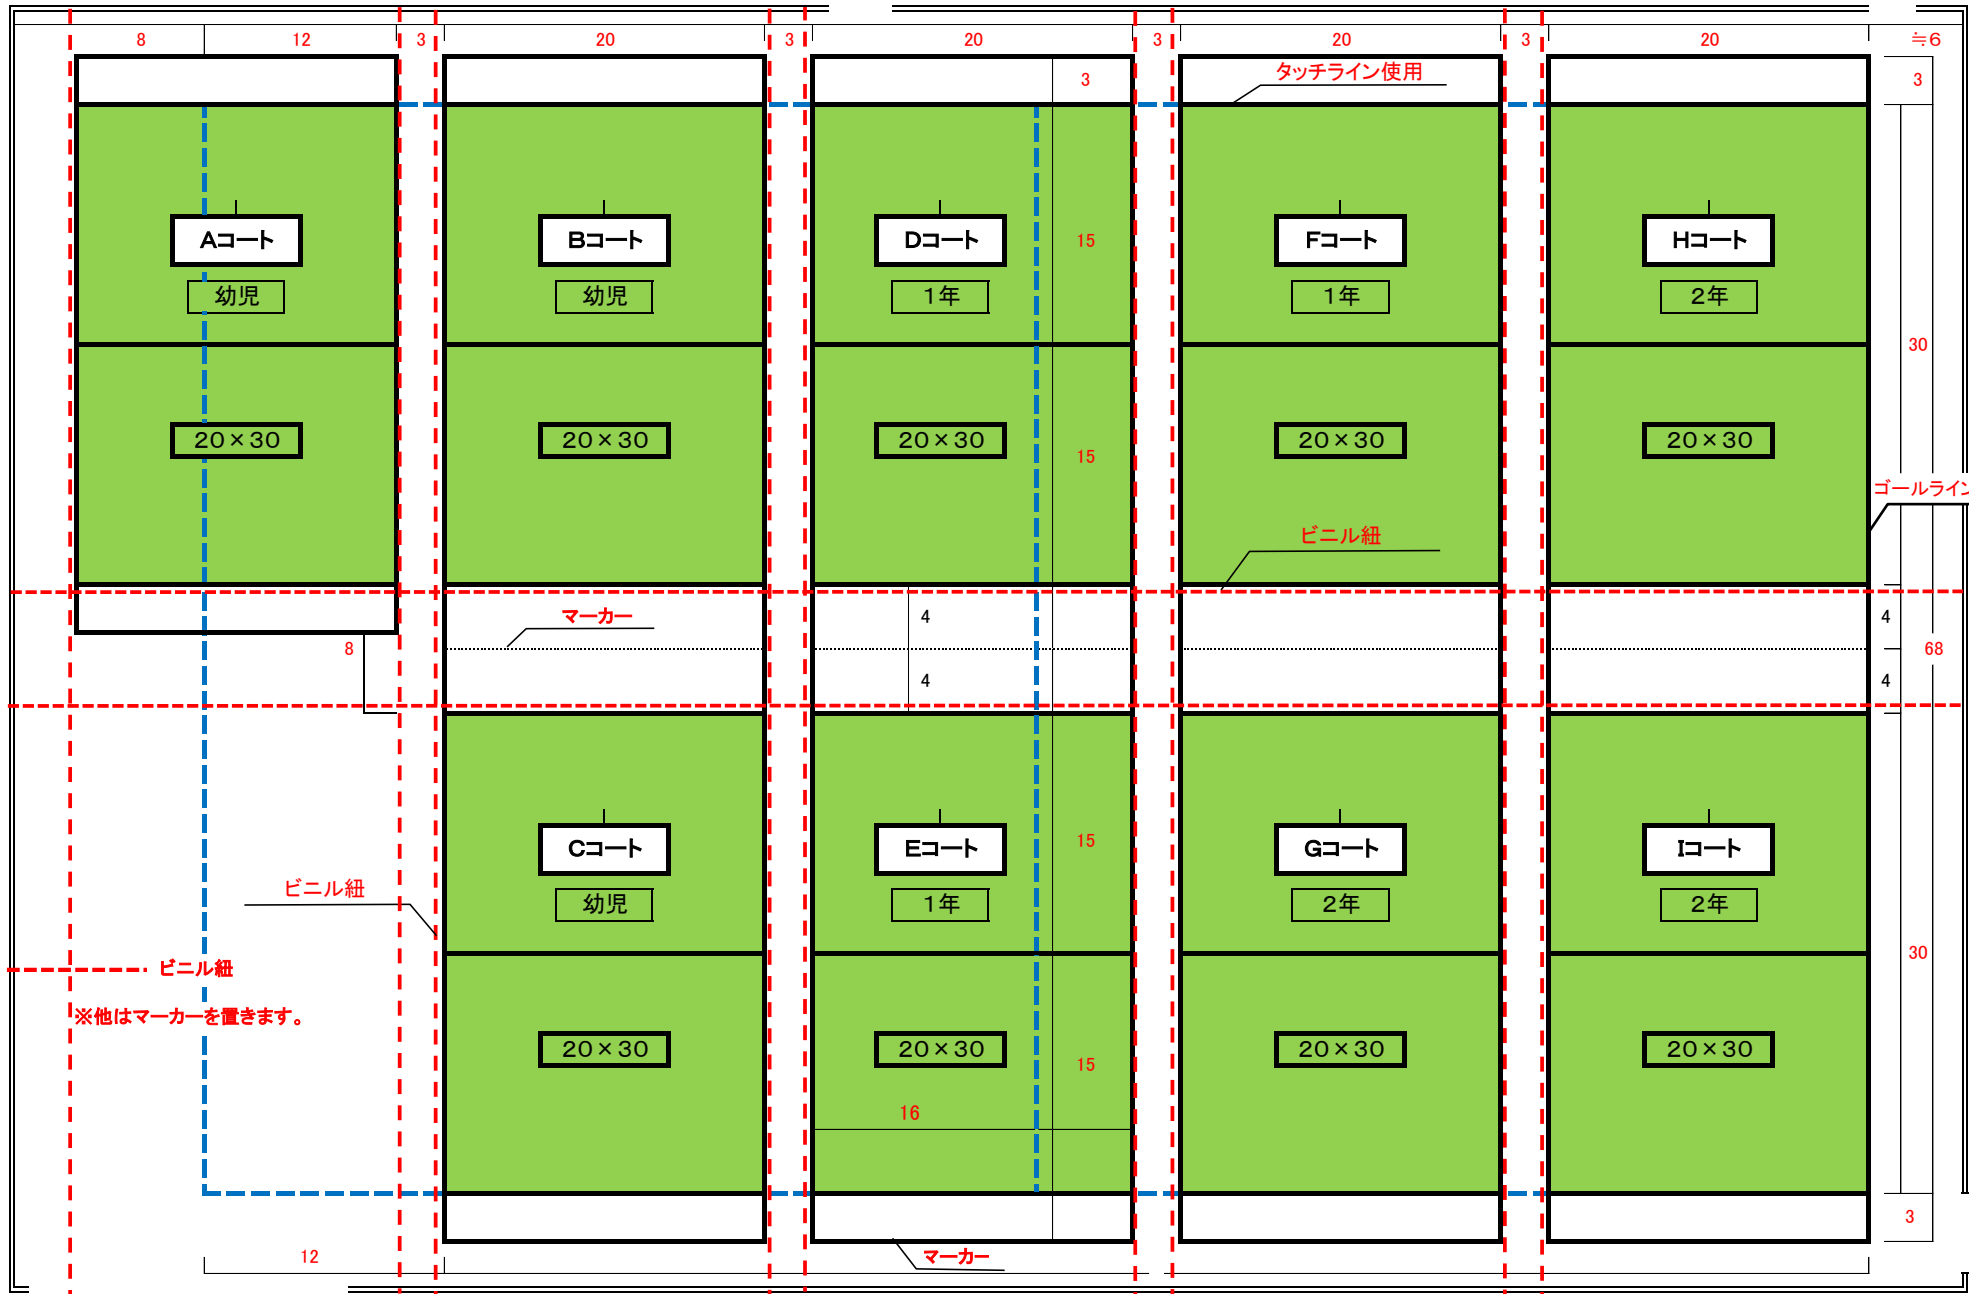 8 12 3 20 3 20 3 20 3 20 ≒6
タッチライン使用
3 3
Aコート Bコート Dコート Fコート Hコート
15
幼児 幼児 1年 1年 2年
30
20×30 20×30 20×30 20×30 20×30
15
ゴールライン
ビニル紐
マーカー
4 4
8 68
4 4
Cコート Eコート Gコート Iコート
15
ビニル紐
幼児 1年 2年 2年
30
ビニル紐
※他はマーカーを置きます。
20×30 20×30 20×30 20×30
15
16
3
12
マーカー